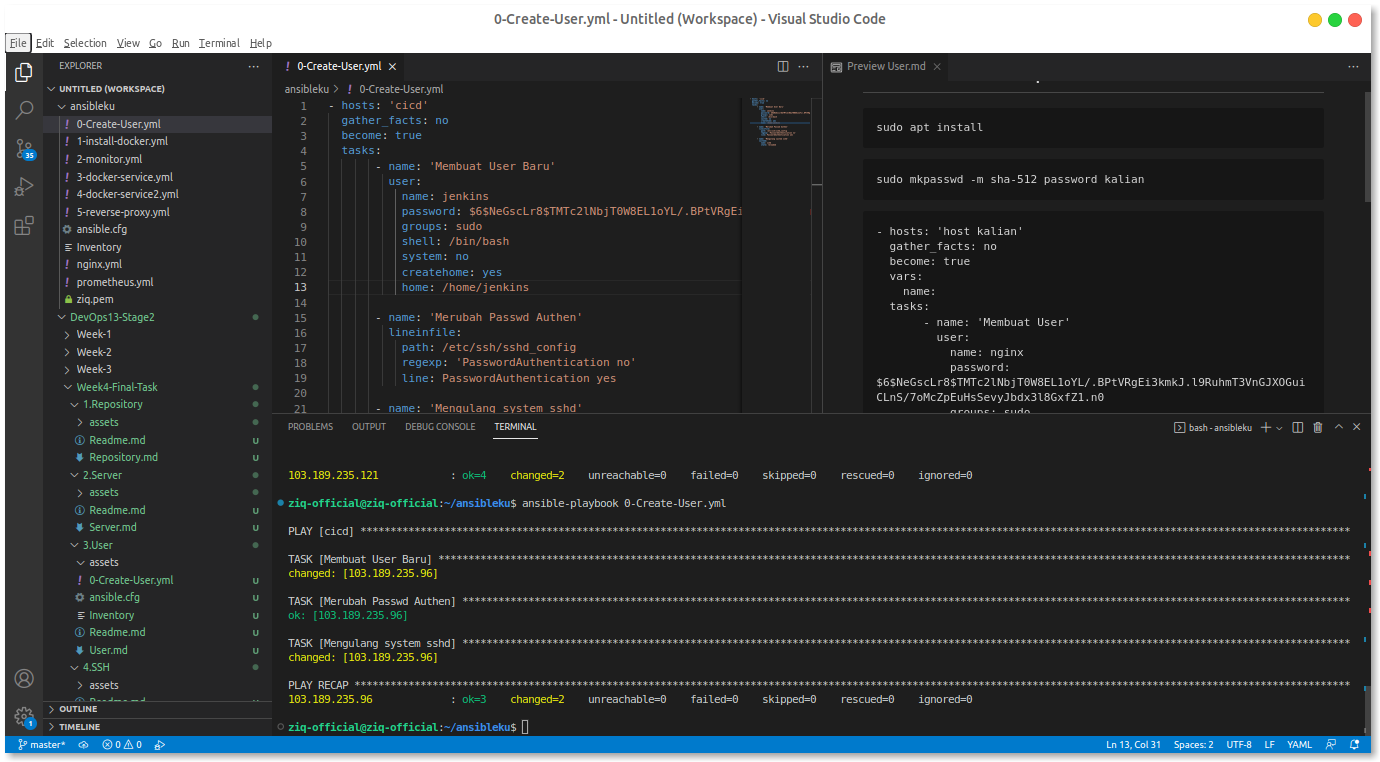 0-Create-User.yml - Untitled (Workspace) - Visual Studio Code
File Edit Selection View Go Run Terminal Help
EXPLORER
UNTITLED (WORKSPACE)
ansibleku
0-Create-User.yml
1-install-docker.yml
2-monitor.yml
3-docker-service.yml
4-docker-service2.yml
5-reverse-proxy.yml
ansible.cfg
Inventory
nginx.yml
prometheus.yml
ziq.pem
DevOps13-Stage2
Week-1
Week-2
Week-3
Week4-Final-Task
1.Repository
assets
Readme.md U
Repository.md U
2.Server
assets
Readme.md U
Server.md U
3.User
assets
0-Create-User.yml U
ansible.cfg U
Inventory U
Readme.md U
User.md U
4.SSH
assets
OUTLINE
TIMELINE
35
1
0-Create-User.yml
ansibleku > 0-Create-User.yml
1 - hosts: 'cicd'
2 gather_facts: no
3 become: true
4 tasks:
5 - name: 'Membuat User Baru'
6 user:
7 name: jenkins
8 password: $6$NeGscLr8$TMTc2lNbjT0W8EL1oYL/.BPtVRgEi
9 groups: sudo
10 shell: /bin/bash
11 system: no
12 createhome: yes
13 home: /home/jenkins
14
15 - name: 'Merubah Passwd Authen'
16 lineinfile:
17 path: /etc/ssh/sshd_config
18 regexp: 'PasswordAuthentication no'
19 line: PasswordAuthentication yes
20
21 - name: 'Mengulang system sshd'
Preview User.md
sudo apt install
sudo mkpasswd -m sha-512 password kalian
- hosts: 'host kalian'
gather_facts: no
become: true
vars:
name:
tasks:
- name: 'Membuat User'
user:
name: nginx
password:
$6$NeGscLr8$TMTc2lNbjT0W8EL1oYL/.BPtVRgEi3kmkJ.l9RuhmT3VnGJXOGui
CLnS/7oMcZpEuHsSevyJbdx3l8GxfZ1.n0
groups: sudo
PROBLEMS OUTPUT DEBUG CONSOLE TERMINAL
bash - ansibleku
103.189.235.121 : ok=4 changed=2 unreachable=0 failed=0 skipped=0 rescued=0 ignored=0
ziq-official@ziq-official:~/ansibleku$ ansible-playbook 0-Create-User.yml
PLAY [cicd] ********************************************************************
TASK [Membuat User Baru] ********************************************************************
changed: [103.189.235.96]
TASK [Merubah Passwd Authen] ********************************************************************
ok: [103.189.235.96]
TASK [Mengulang system sshd] ********************************************************************
changed: [103.189.235.96]
PLAY RECAP ********************************************************************
103.189.235.96 : ok=3 changed=2 unreachable=0 failed=0 skipped=0 rescued=0 ignored=0
ziq-official@ziq-official:~/ansibleku$
master* 0 0 Ln 13, Col 31 Spaces: 2 UTF-8 LF YAML